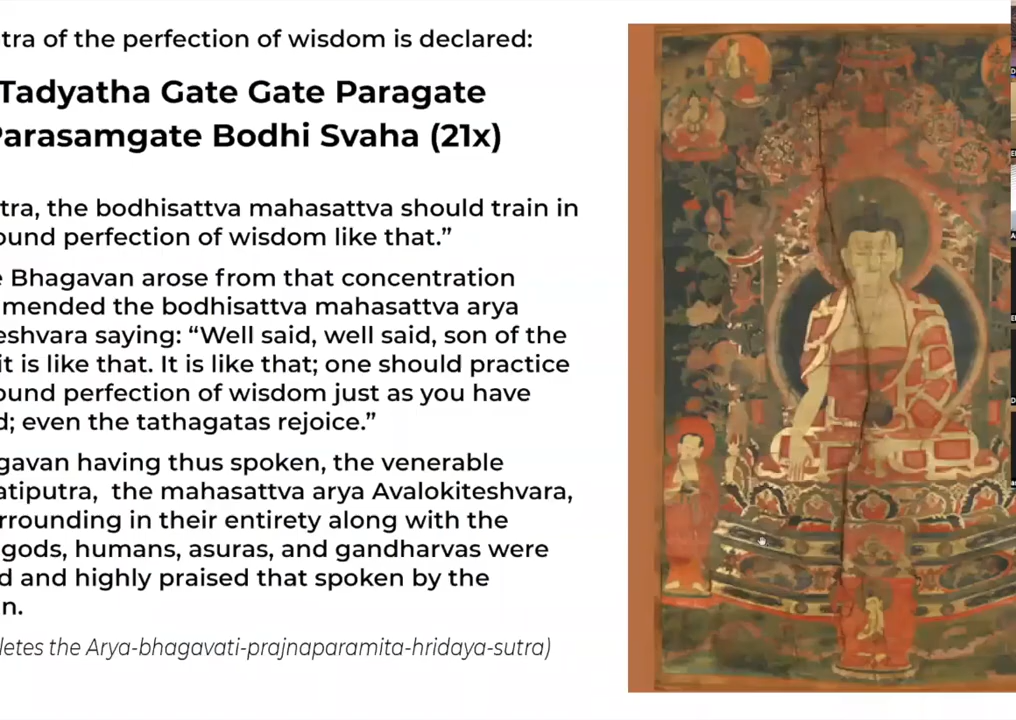 tra of the perfection of wisdom is declared:
Tadyatha Gate Gate Paragate
Parasamgate Bodhi Svaha (21x)
tra, the bodhisattva mahasattva should train in
ound perfection of wisdom like that.”
e Bhagavan arose from that concentration
mended the bodhisattva mahasattva arya
eshvara saying: “Well said, well said, son of the
it is like that. It is like that; one should practice
ound perfection of wisdom just as you have
d; even the tathagatas rejoice.”
gavan having thus spoken, the venerable
atiputra, the mahasattva arya Avalokiteshvara,
rrounding in their entirety along with the
gods, humans, asuras, and gandharvas were
d and highly praised that spoken by the
n.
letes the Arya-bhagavati-prajnaparamita-hridaya-sutra)